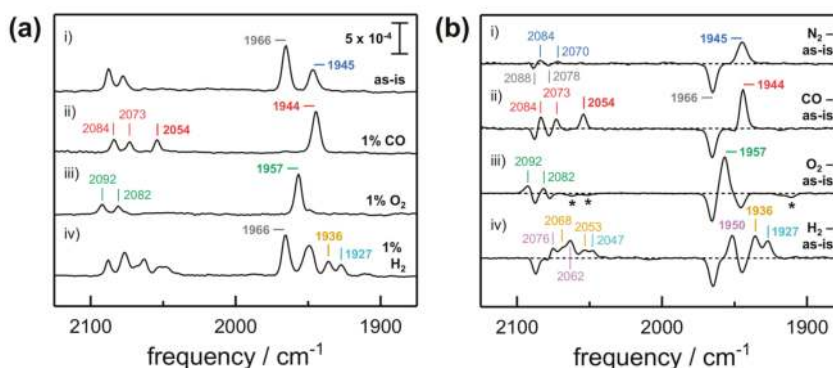 (a)
i)
5 x 10⁻⁴
1966
1945
as-is
ii)
2084
2073
2054
1944
1% CO
iii)
2092
2082
1957
1% O₂
iv)
1966
1936
1927
1%
H₂
2100
2000
1900
frequency / cm⁻¹
(b)
i)
2084
2070
1945
N₂ –
as-is
2088
2078
ii)
2084
2073
2054
1966
1944
CO –
as-is
iii)
2092
2082
1957
O₂ –
as-is
* * *
iv)
2076
2068
2053
2047
2062
1950
1936
1927
H₂ –
as-is
2100
2000
1900
frequency / cm⁻¹